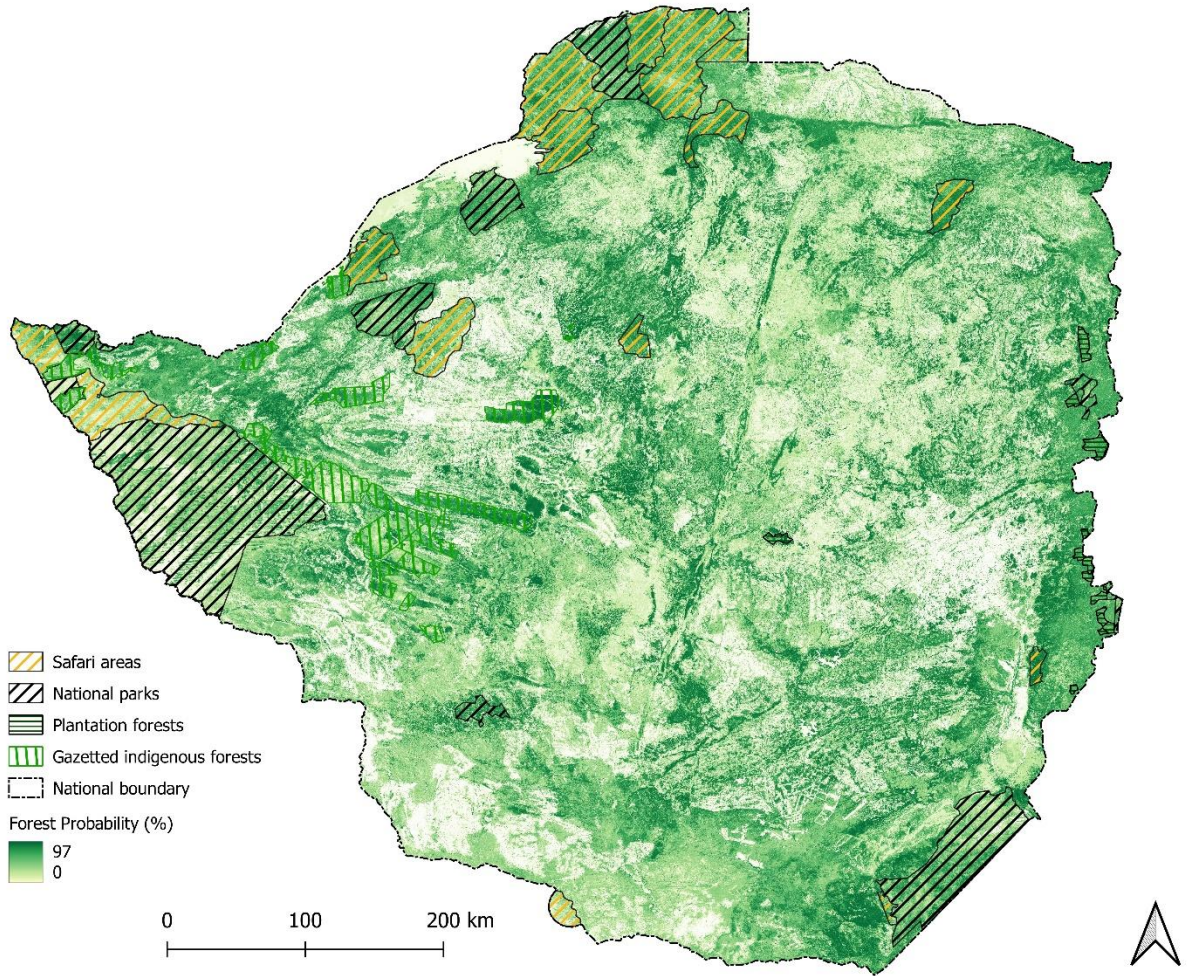 Safari areas
National parks
Plantation forests
Gazetted indigenous forests
National boundary
Forest Probability (%)
97
0
0 100 200 km